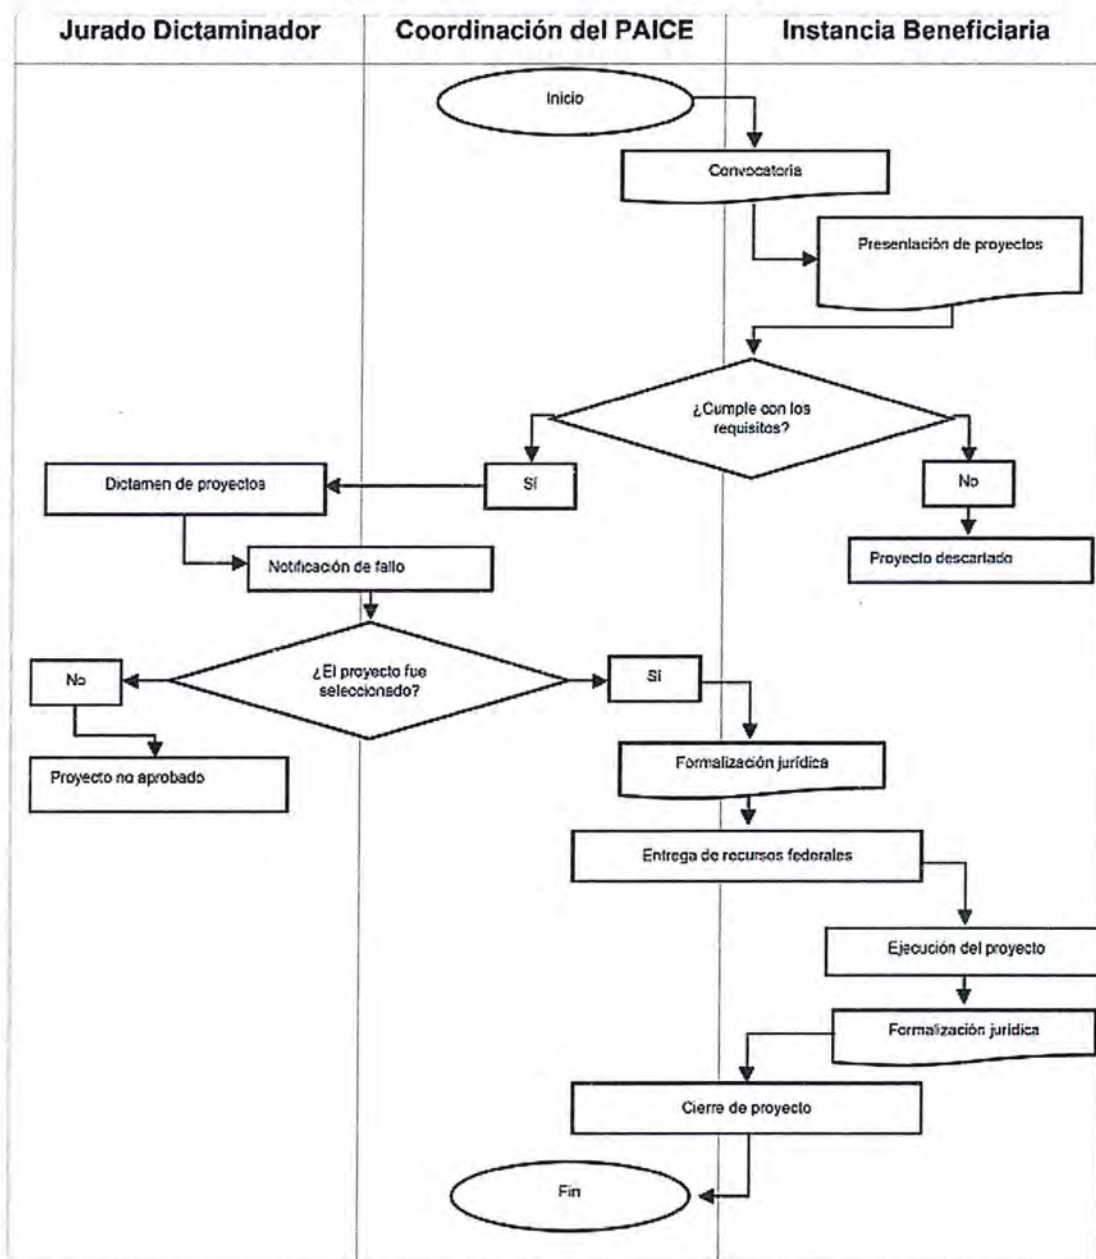 Jurado Dictaminador
Coordinación del PAICE
Instancia Beneficiaria
Inicio
Convocatoria
Presentación de proyectos
¿Cumple con los
requisitos?
Sí
No
Dictamen de proyectos
Proyecto descartado
Notificación de fallo
¿El proyecto fue
seleccionado?
No
Sí
Proyecto no aprobado
Formalización jurídica
Entrega de recursos federales
Ejecución del proyecto
Formalización jurídica
Cierre de proyecto
Fin